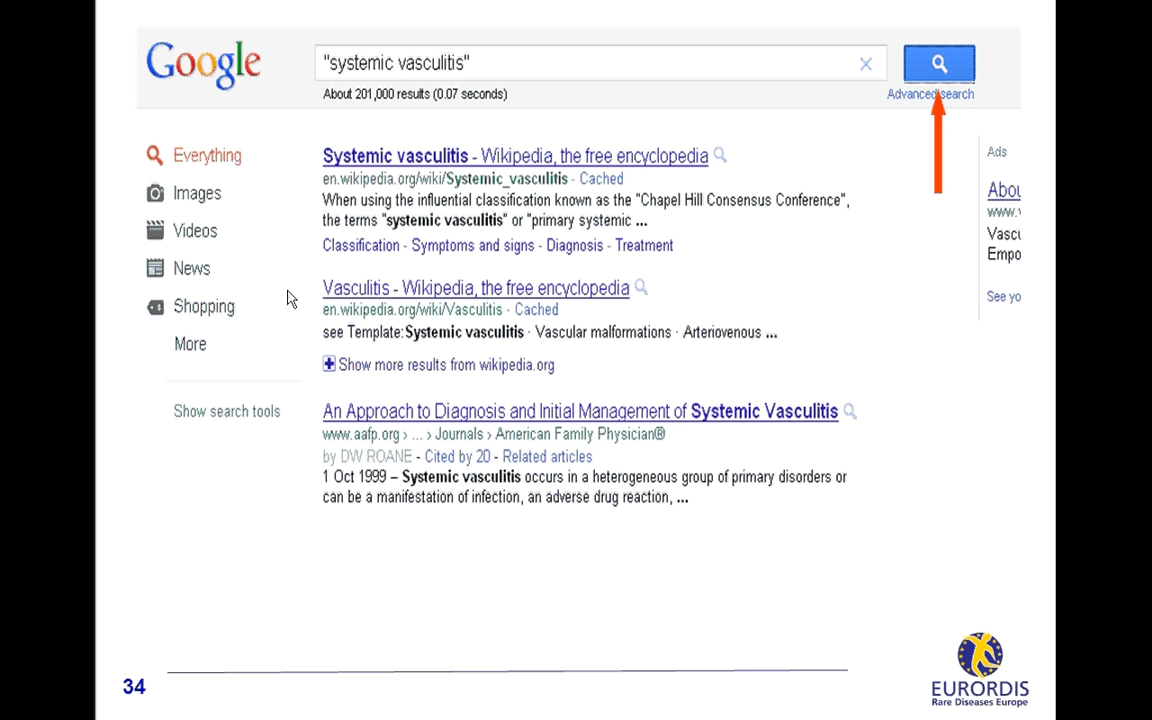 Google
"systemic vasculitis"
About 201,000 results (0.07 seconds)
Advanced search
Everything
Images
Videos
News
Shopping
More
Show search tools
Systemic vasculitis - Wikipedia, the free encyclopedia
en.wikipedia.org/wiki/Systemic_vasculitis - Cached
When using the influential classification known as the "Chapel Hill Consensus Conference",
the terms "systemic vasculitis" or "primary systemic ...
Classification - Symptoms and signs - Diagnosis - Treatment
Vasculitis - Wikipedia, the free encyclopedia
en.wikipedia.org/wiki/Vasculitis - Cached
see Template:Systemic vasculitis · Vascular malformations · Arteriovenous ...
Show more results from wikipedia.org
An Approach to Diagnosis and Initial Management of Systemic Vasculitis
www.aafp.org › ... › Journals › American Family Physician®
by DW ROANE - Cited by 20 - Related articles
1 Oct 1999 – Systemic vasculitis occurs in a heterogeneous group of primary disorders or
can be a manifestation of infection, an adverse drug reaction, ...
Ads
Abou
www.v
Vascu
Empo
See yo
34
EURORDIS
Rare Diseases Europe